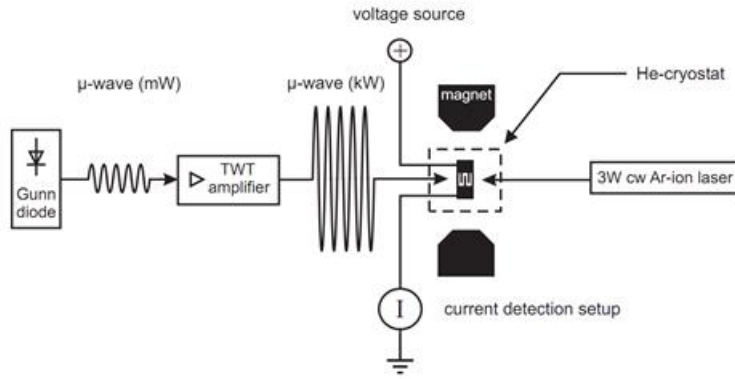 voltage source
+
μ-wave (mW)
μ-wave (kW)
He-cryostat
magnet
Gunn
diode
TWT
amplifier
3W cw Ar-ion laser
I
current detection setup